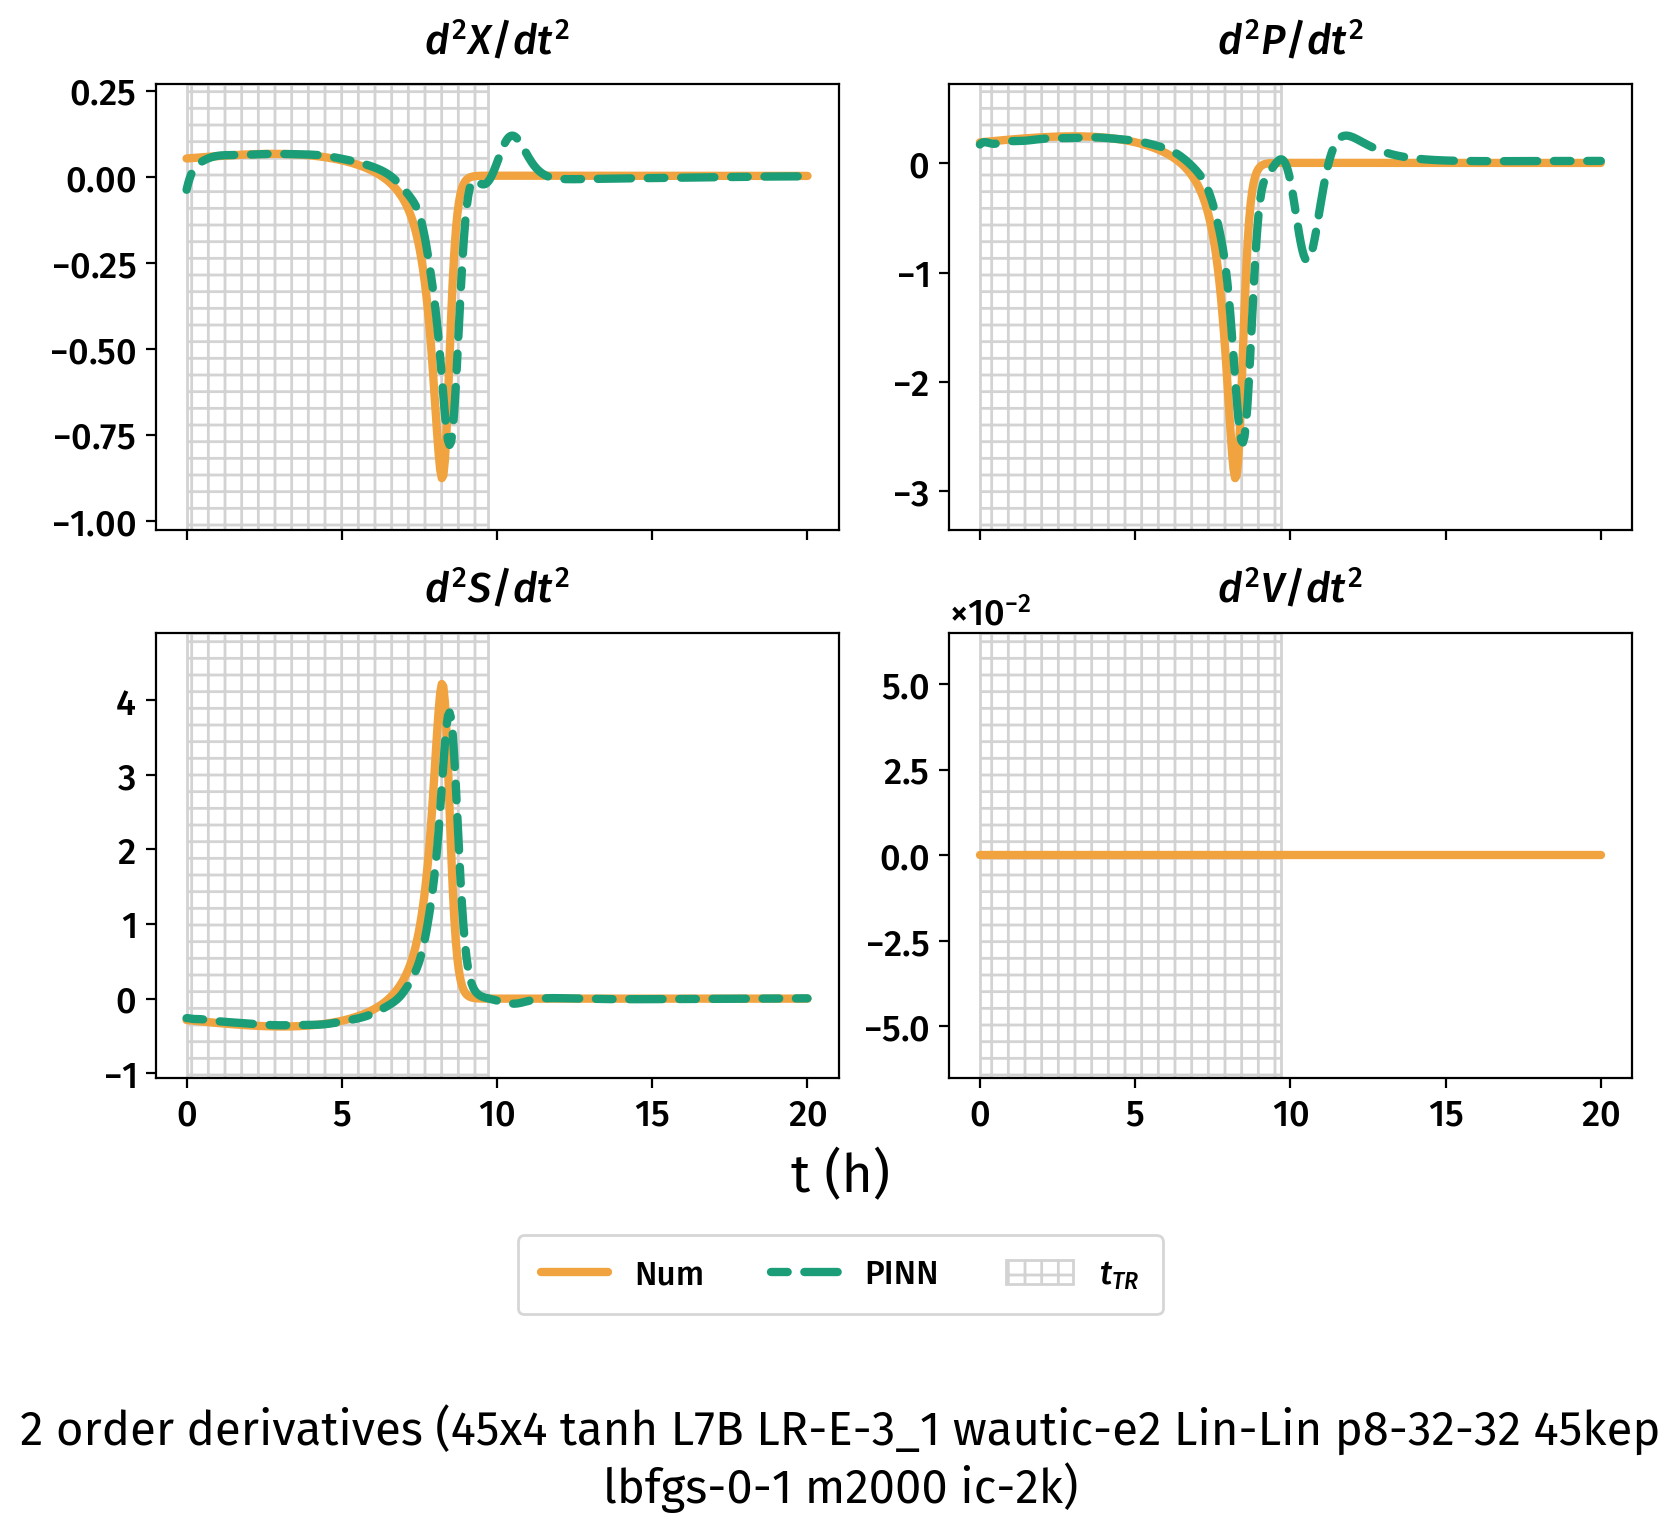 d²X/dt²
d²P/dt²
0.25
0.00
−0.25
−0.50
−0.75
−1.00
0
−1
−2
−3
d²S/dt²
d²V/dt²
×10⁻²
4
3
2
1
0
−1
5.0
2.5
0.0
−2.5
−5.0
0 5 10 15 20
0 5 10 15 20
t (h)
Num PINN t_TR
2 order derivatives (45x4 tanh L7B LR-E-3_1 wautic-e2 Lin-Lin p8-32-32 45kep
lbfgs-0-1 m2000 ic-2k)